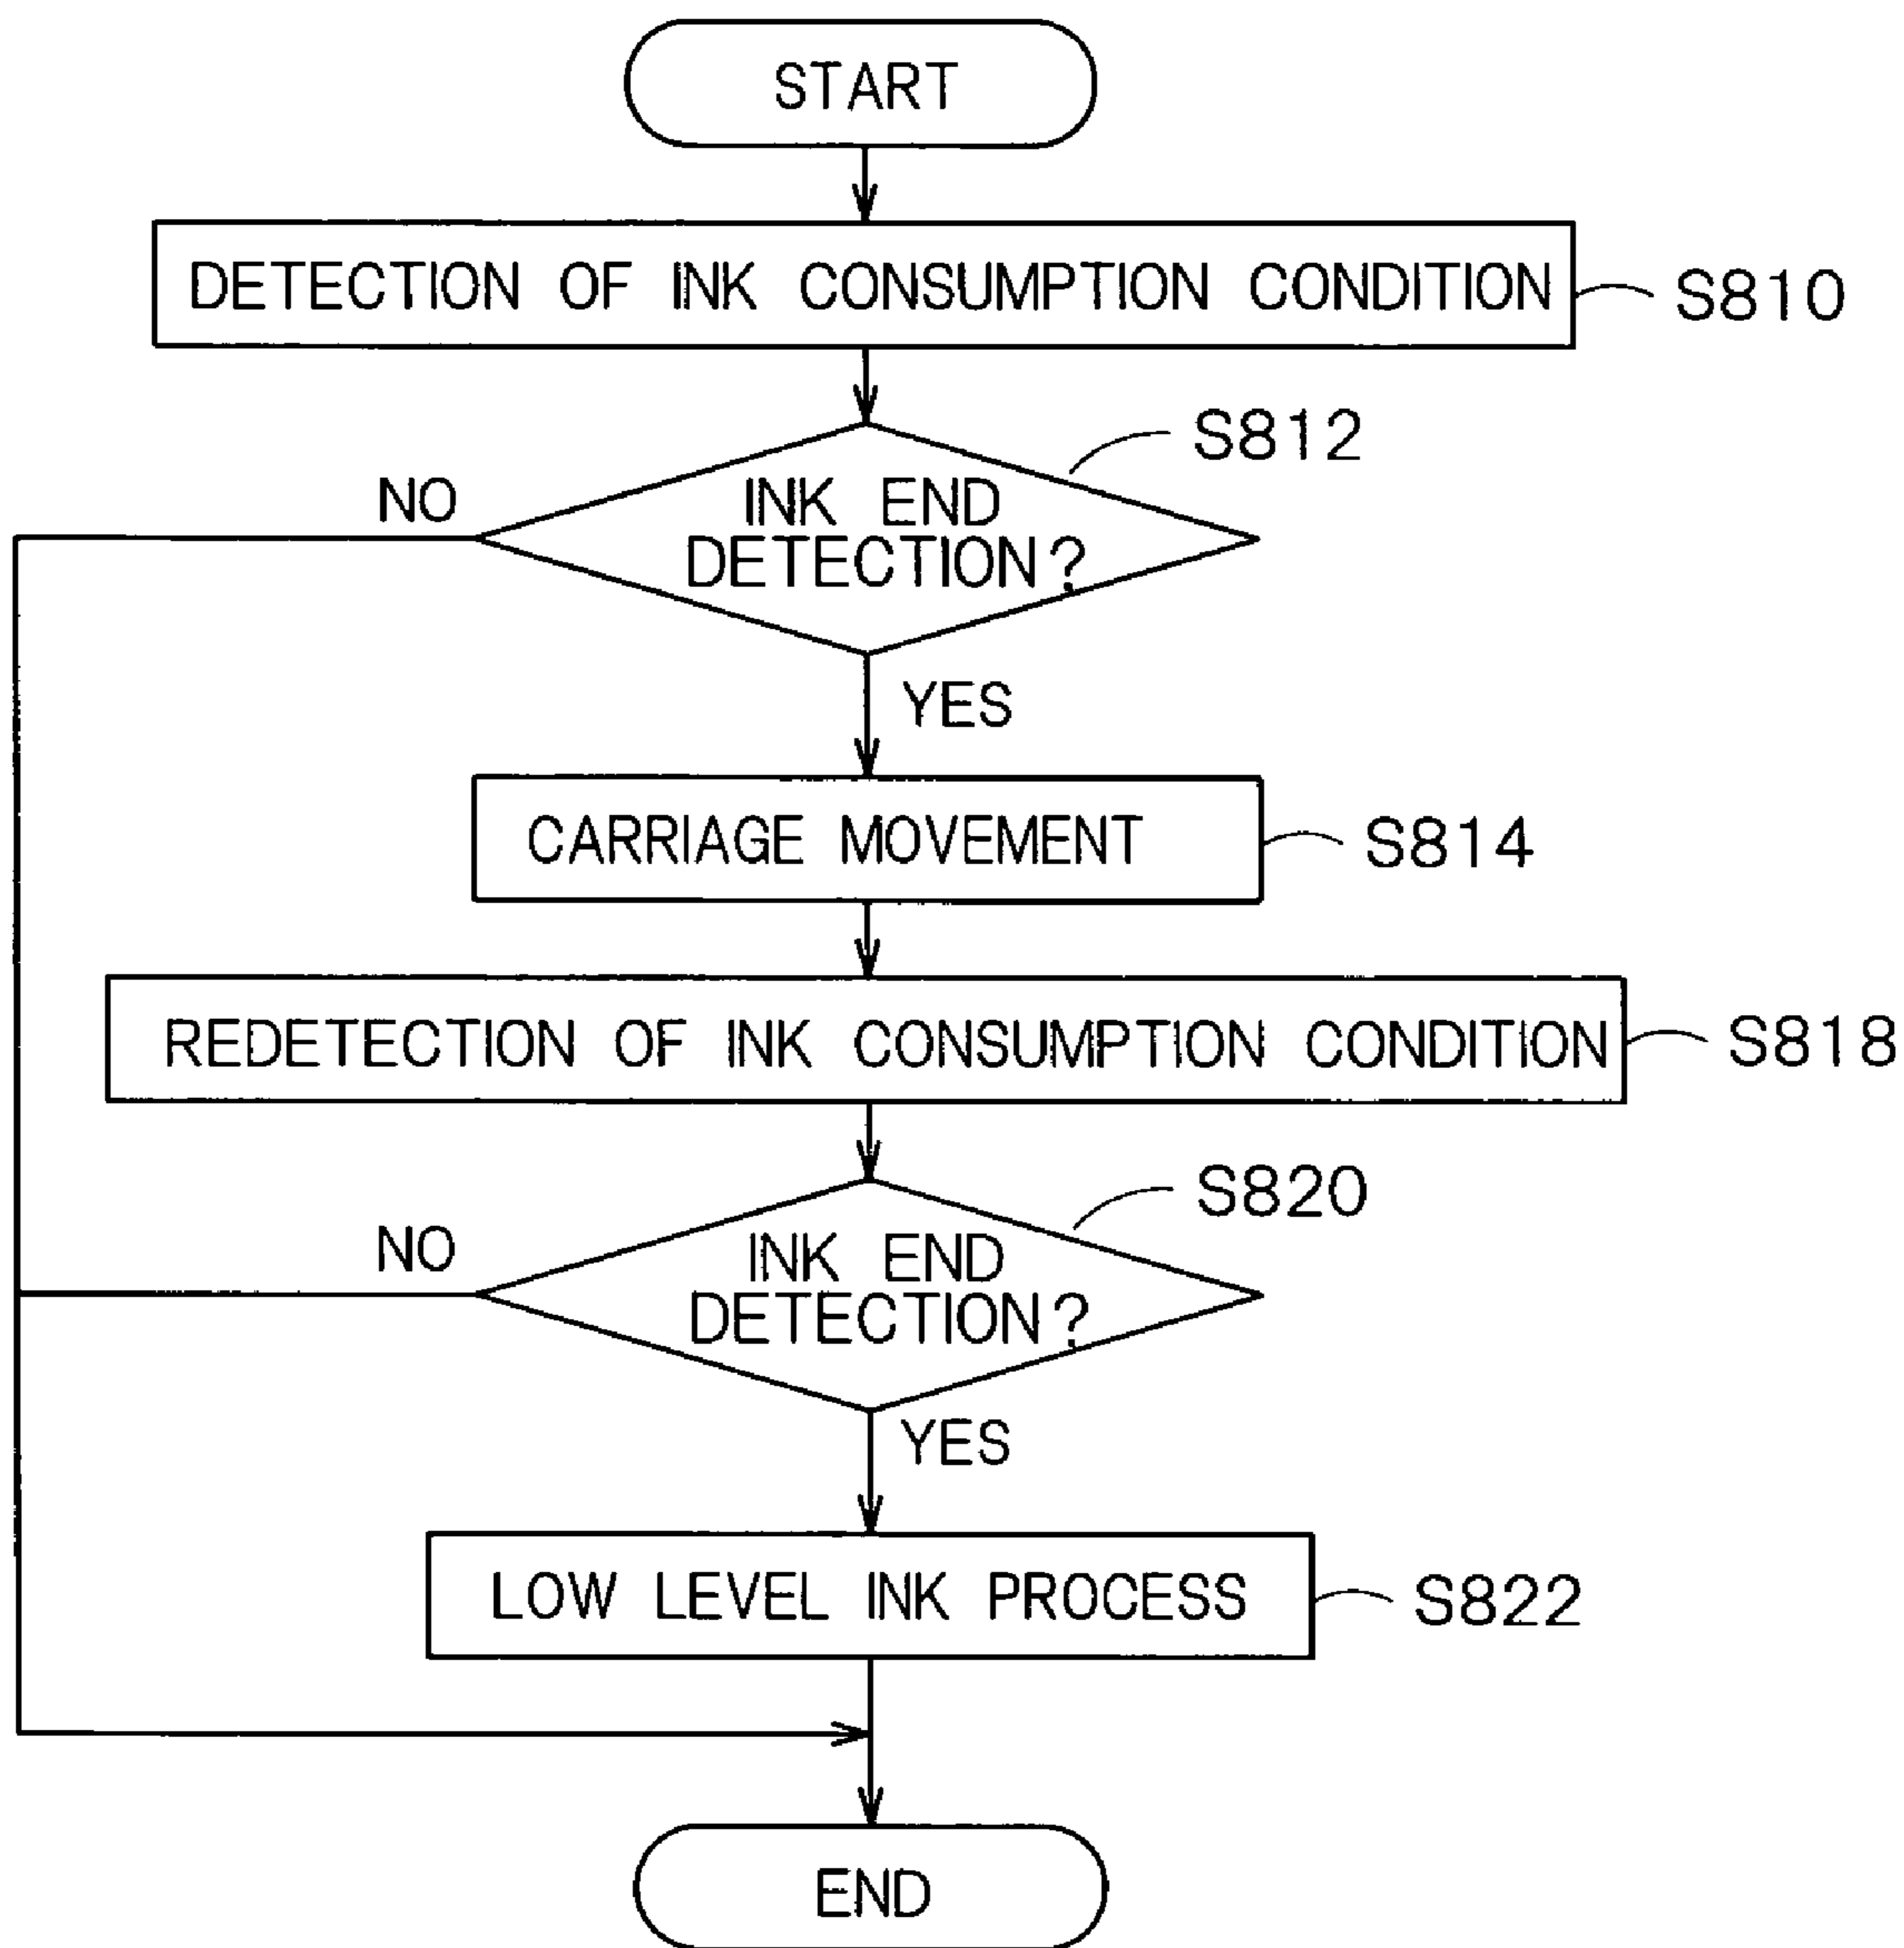 START
DETECTION OF INK CONSUMPTION CONDITION
S810
S812
NO
INK END
DETECTION?
YES
CARRIAGE MOVEMENT
S814
REDETECTION OF INK CONSUMPTION CONDITION
S818
S820
NO
INK END
DETECTION?
YES
LOW LEVEL INK PROCESS
S822
END